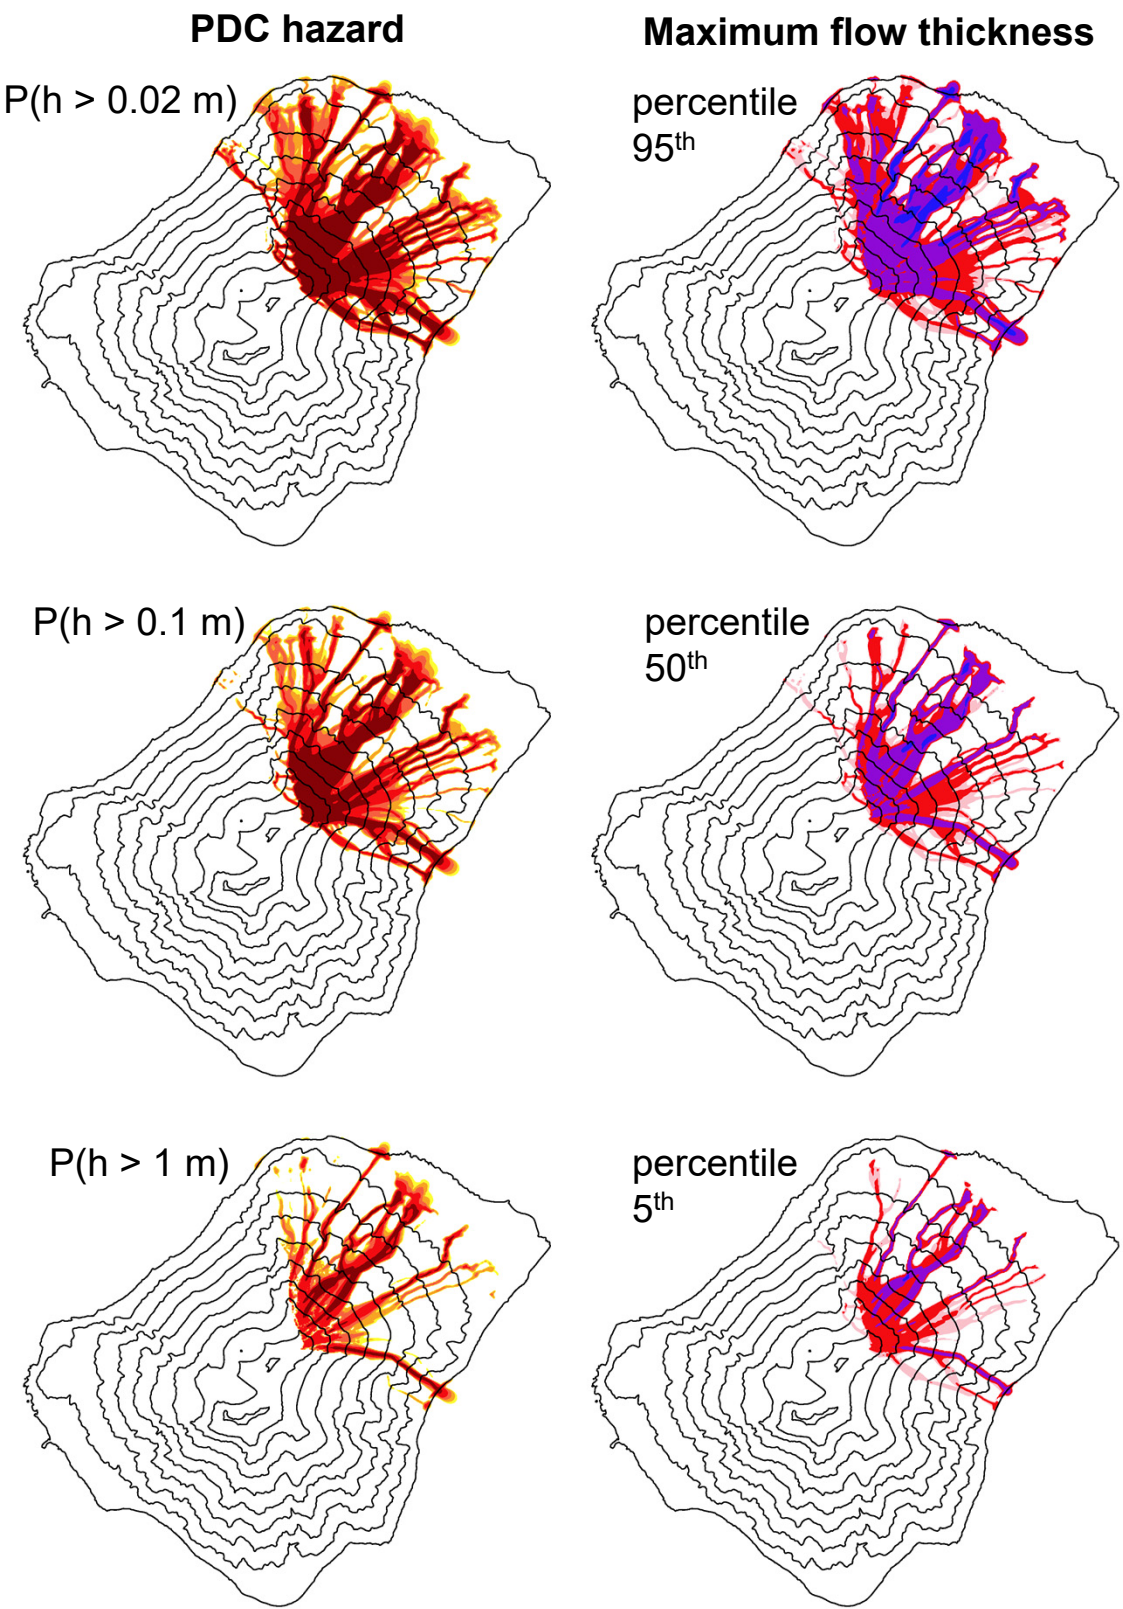 PDC hazard
Maximum flow thickness
P(h > 0.02 m)
percentile
95th
P(h > 0.1 m)
percentile
50th
P(h > 1 m)
percentile
5th